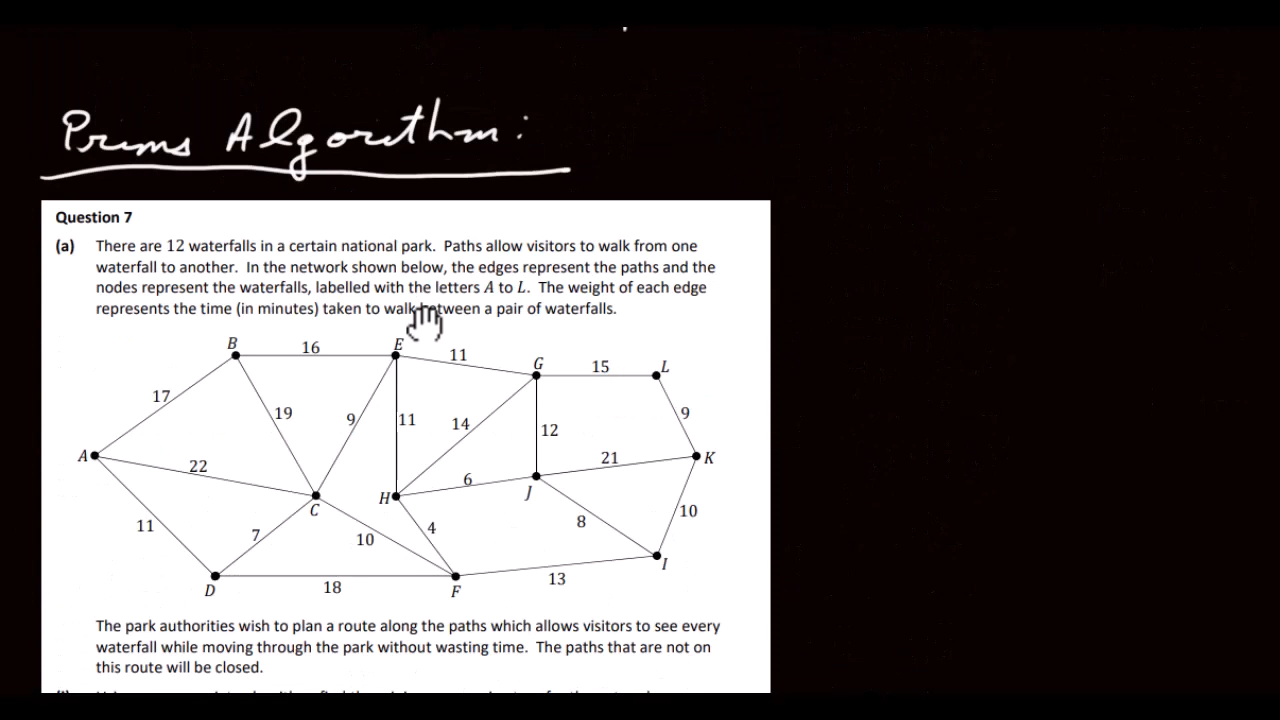 Prims Algorithm:
Question 7
(a) There are 12 waterfalls in a certain national park. Paths allow visitors to walk from one
waterfall to another. In the network shown below, the edges represent the paths and the
nodes represent the waterfalls, labelled with the letters A to L. The weight of each edge
represents the time (in minutes) taken to walk between a pair of waterfalls.
B
16
E
11
G
15
L
17
19
9
11
14
12
9
A
22
21
K
6
H
J
C
11
7
10
4
8
10
I
D
18
F
13
The park authorities wish to plan a route along the paths which allows visitors to see every
waterfall while moving through the park without wasting time. The paths that are not on
this route will be closed.